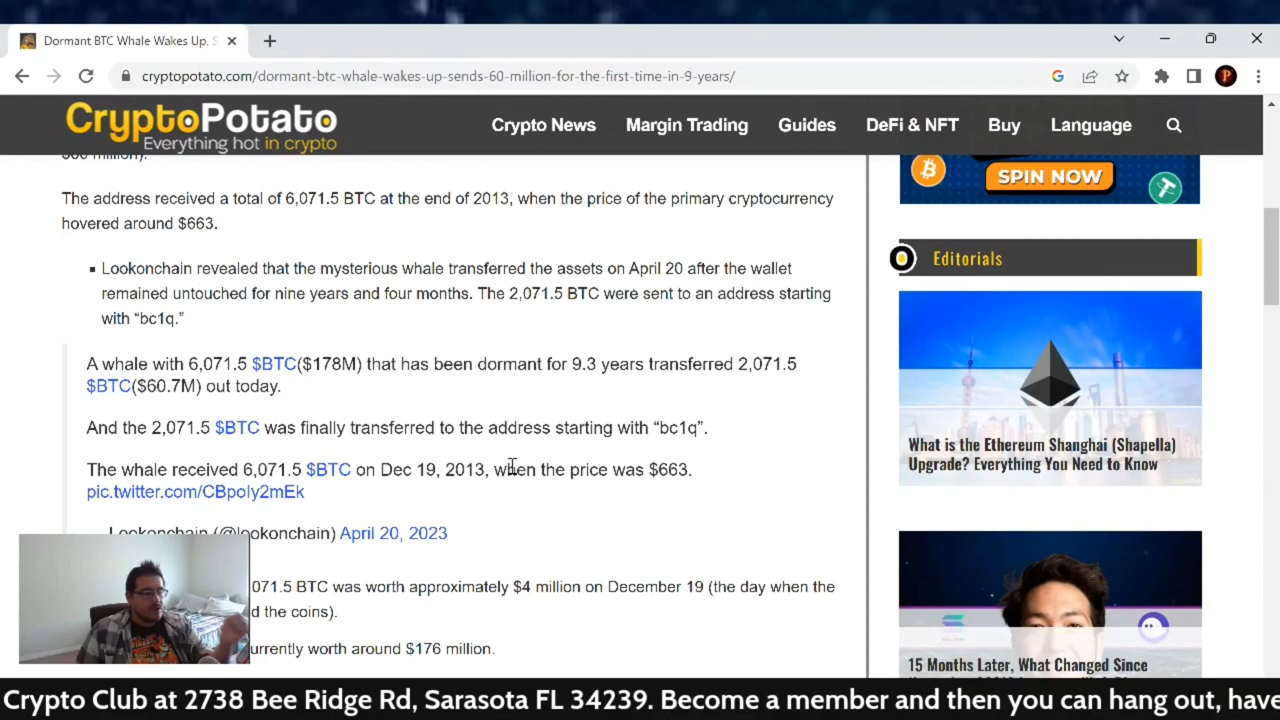 Dormant BTC Whale Wakes Up, S
cryptopotato.com/dormant-btc-whale-wakes-up-sends-60-million-for-the-first-time-in-9-years/
CryptoPotato
Everything hot in crypto
Crypto News Margin Trading Guides DeFi & NFT Buy Language
The address received a total of 6,071.5 BTC at the end of 2013, when the price of the primary cryptocurrency
hovered around $663.
▪ Lookonchain revealed that the mysterious whale transferred the assets on April 20 after the wallet
remained untouched for nine years and four months. The 2,071.5 BTC were sent to an address starting
with “bc1q.”
A whale with 6,071.5 $BTC($178M) that has been dormant for 9.3 years transferred 2,071.5
$BTC($60.7M) out today.
And the 2,071.5 $BTC was finally transferred to the address starting with “bc1q”.
The whale received 6,071.5 $BTC on Dec 19, 2013, when the price was $663.
pic.twitter.com/CBpoIy2mEk
Lookonchain (@lookonchain) April 20, 2023
071.5 BTC was worth approximately $4 million on December 19 (the day when the
d the coins).
urrently worth around $176 million.
SPIN NOW
Editorials
What is the Ethereum Shanghai (Shapella)
Upgrade? Everything You Need to Know
15 Months Later, What Changed Since
Crypto Club at 2738 Bee Ridge Rd, Sarasota FL 34239. Become a member and then you can hang out, have